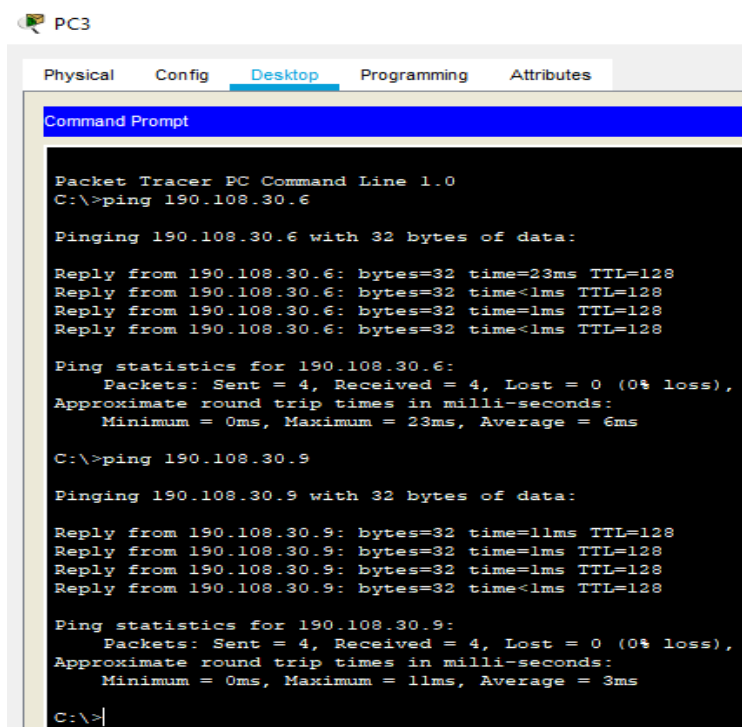 PC3
Physical Config Desktop Programming Attributes
Command Prompt
Packet Tracer PC Command Line 1.0
C:\>ping 190.108.30.6
Pinging 190.108.30.6 with 32 bytes of data:
Reply from 190.108.30.6: bytes=32 time=23ms TTL=128
Reply from 190.108.30.6: bytes=32 time<1ms TTL=128
Reply from 190.108.30.6: bytes=32 time=1ms TTL=128
Reply from 190.108.30.6: bytes=32 time<1ms TTL=128
Ping statistics for 190.108.30.6:
Packets: Sent = 4, Received = 4, Lost = 0 (0% loss),
Approximate round trip times in milli-seconds:
Minimum = 0ms, Maximum = 23ms, Average = 6ms
C:\>ping 190.108.30.9
Pinging 190.108.30.9 with 32 bytes of data:
Reply from 190.108.30.9: bytes=32 time=11ms TTL=128
Reply from 190.108.30.9: bytes=32 time=1ms TTL=128
Reply from 190.108.30.9: bytes=32 time=1ms TTL=128
Reply from 190.108.30.9: bytes=32 time<1ms TTL=128
Ping statistics for 190.108.30.9:
Packets: Sent = 4, Received = 4, Lost = 0 (0% loss),
Approximate round trip times in milli-seconds:
Minimum = 0ms, Maximum = 11ms, Average = 3ms
C:\>